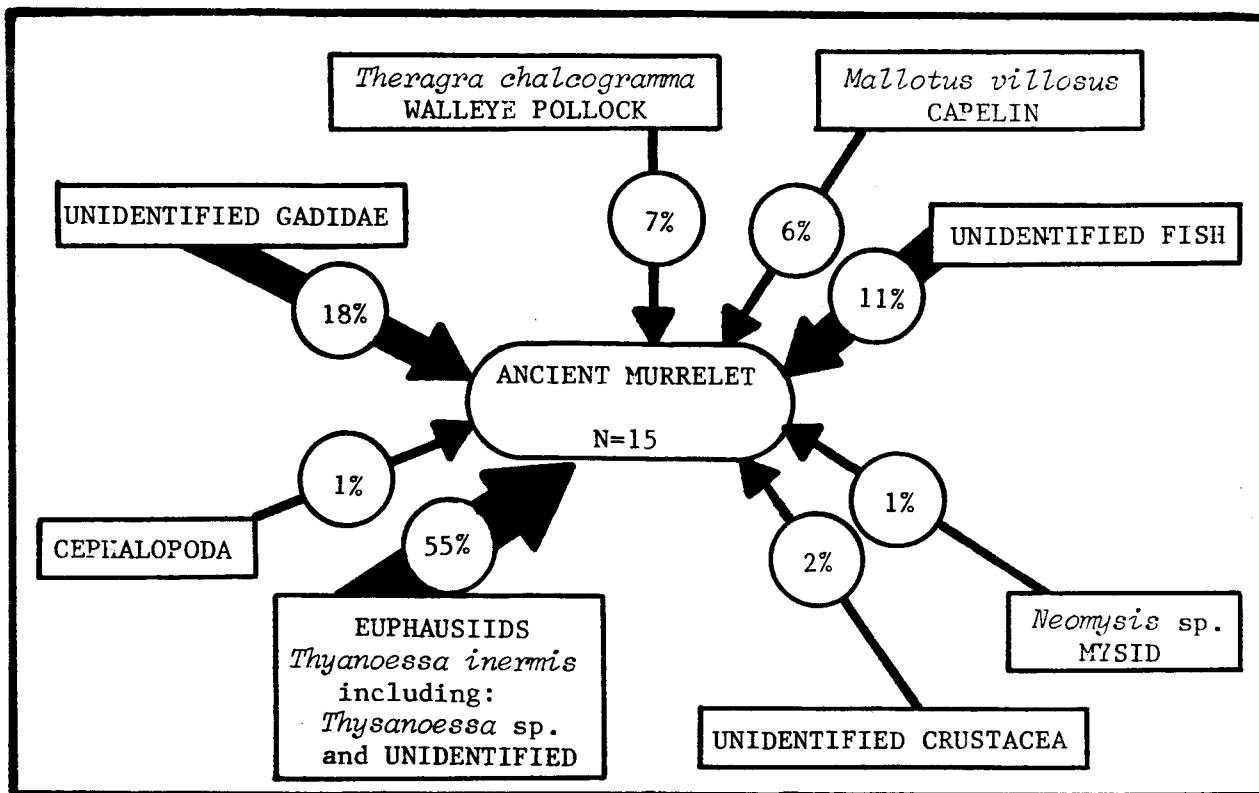 Theragra chalcogramma
WALLEYE POLLOCK
Mallotus villosus
CAPELIN
UNIDENTIFIED GADIDAE
UNIDENTIFIED FISH
7%
6%
18%
11%
ANCIENT MURRELET
N=15
1%
55%
2%
1%
CEPHALOPODA
EUPHAUSIIDS
Thyanoessa inermis
including:
Thysanoessa sp.
and UNIDENTIFIED
Neomysis sp.
MYSID
UNIDENTIFIED CRUSTACEA